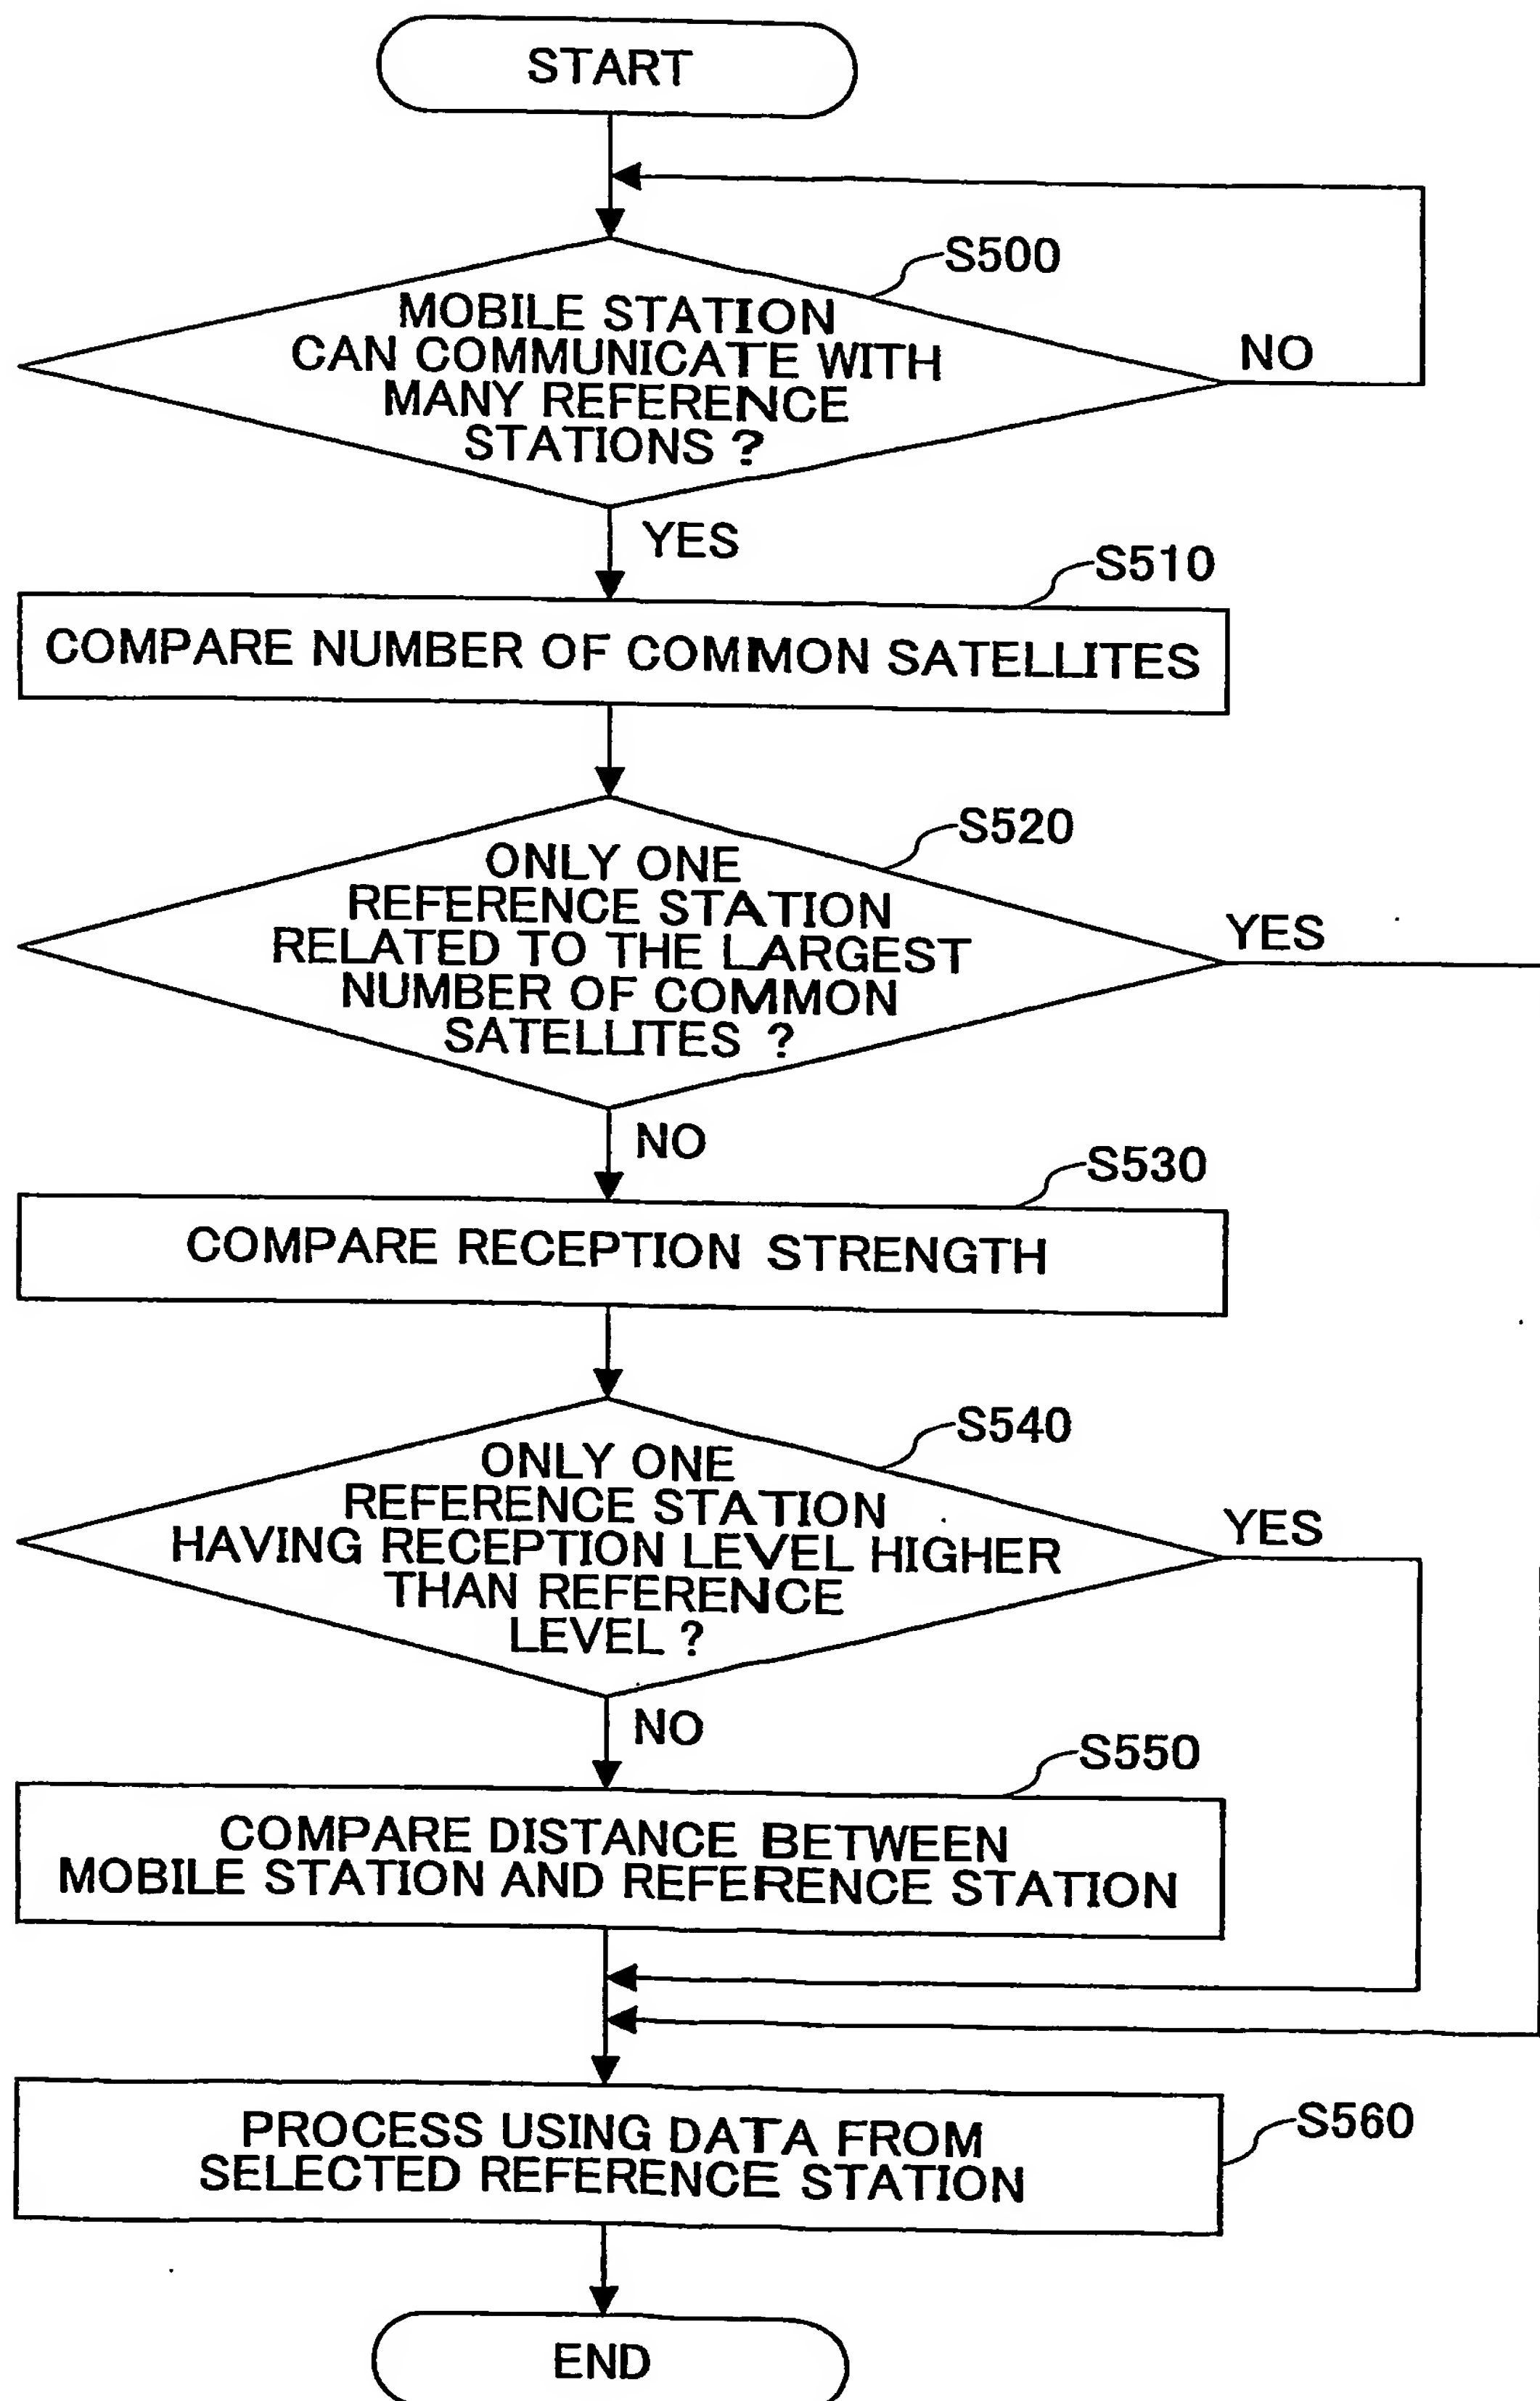 START
S500
MOBILE STATION
CAN COMMUNICATE WITH
MANY REFERENCE
STATIONS ?
NO
YES
S510
COMPARE NUMBER OF COMMON SATELLITES
S520
ONLY ONE
REFERENCE STATION
RELATED TO THE LARGEST
NUMBER OF COMMON
SATELLITES ?
YES
NO
S530
COMPARE RECEPTION STRENGTH
S540
ONLY ONE
REFERENCE STATION
HAVING RECEPTION LEVEL HIGHER
THAN REFERENCE
LEVEL ?
YES
NO
S550
COMPARE DISTANCE BETWEEN
MOBILE STATION AND REFERENCE STATION
S560
PROCESS USING DATA FROM
SELECTED REFERENCE STATION
END